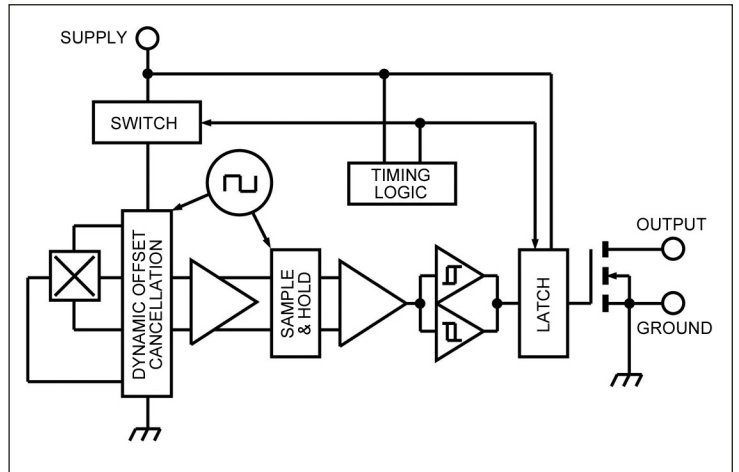 SUPPLY
SWITCH
TIMING
LOGIC
DYNAMIC OFFSET
CANCELLATION
SAMPLE
& HOLD
LATCH
OUTPUT
GROUND